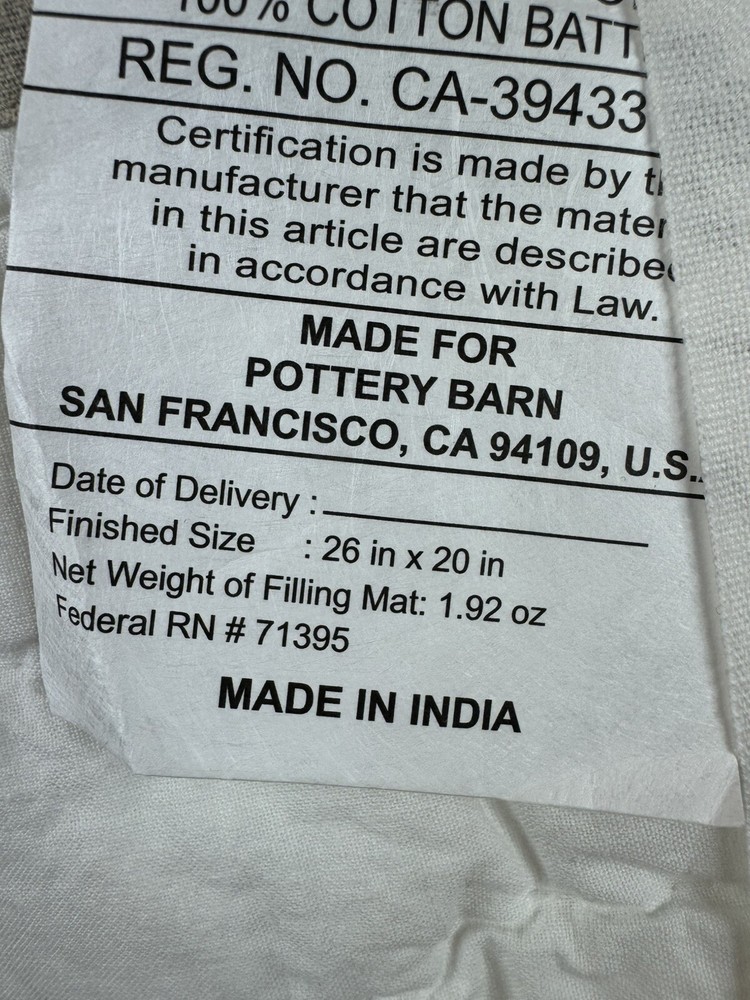 100% COTTON BATT
REG. NO. CA-39433
Certification is made by
manufacturer that the mater
in this article are describe
in accordance with Law.
MADE FOR
POTTERY BARN
SAN FRANCISCO, CA 94109, U.S.
Date of Delivery :
Finished Size : 26 in x 20 in
Net Weight of Filling Mat: 1.92 oz
Federal RN # 71395
MADE IN INDIA